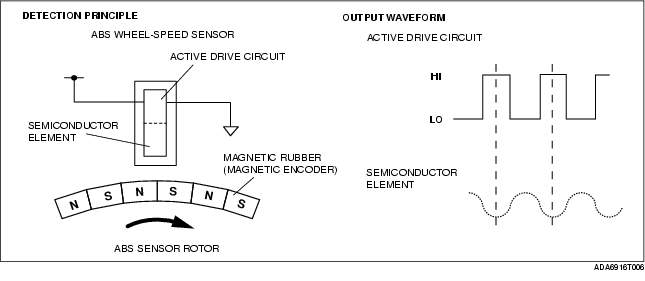 DETECTION PRINCIPLE
ABS WHEEL-SPEED SENSOR
ACTIVE DRIVE CIRCUIT
SEMICONDUCTOR
ELEMENT
MAGNETIC RUBBER
(MAGNETIC ENCODER)
N S N S N S
ABS SENSOR ROTOR
OUTPUT WAVEFORM
ACTIVE DRIVE CIRCUIT
HI
LO
SEMICONDUCTOR
ELEMENT
ADA6916T006